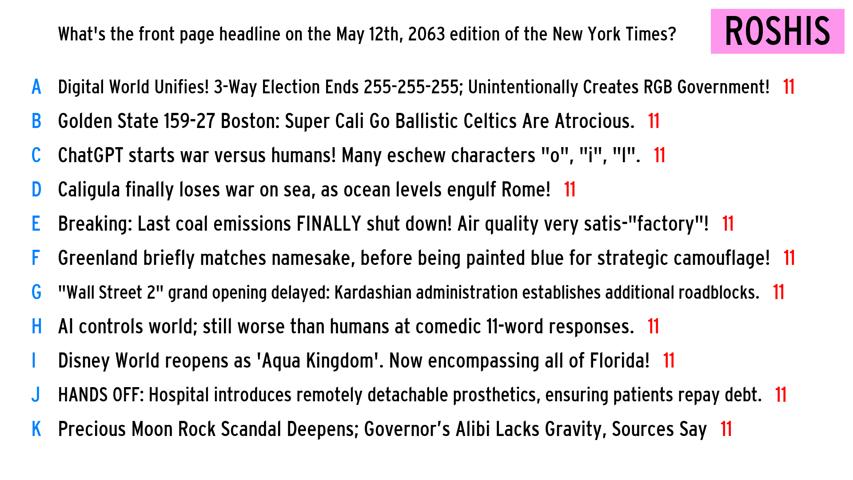 What's the front page headline on the May 12th, 2063 edition of the New York Times?
ROSHIS
A Digital World Unifies! 3-Way Election Ends 255-255-255; Unintentionally Creates RGB Government! 11
B Golden State 159-27 Boston: Super Cali Go Ballistic Celtics Are Atrocious. 11
C ChatGPT starts war versus humans! Many eschew characters "o", "i", "l". 11
D Caligula finally loses war on sea, as ocean levels engulf Rome! 11
E Breaking: Last coal emissions FINALLY shut down! Air quality very satis-"factory"! 11
F Greenland briefly matches namesake, before being painted blue for strategic camouflage! 11
G "Wall Street 2" grand opening delayed: Kardashian administration establishes additional roadblocks. 11
H AI controls world; still worse than humans at comedic 11-word responses. 11
I Disney World reopens as 'Aqua Kingdom'. Now encompassing all of Florida! 11
J HANDS OFF: Hospital introduces remotely detachable prosthetics, ensuring patients repay debt. 11
K Precious Moon Rock Scandal Deepens; Governor’s Alibi Lacks Gravity, Sources Say 11